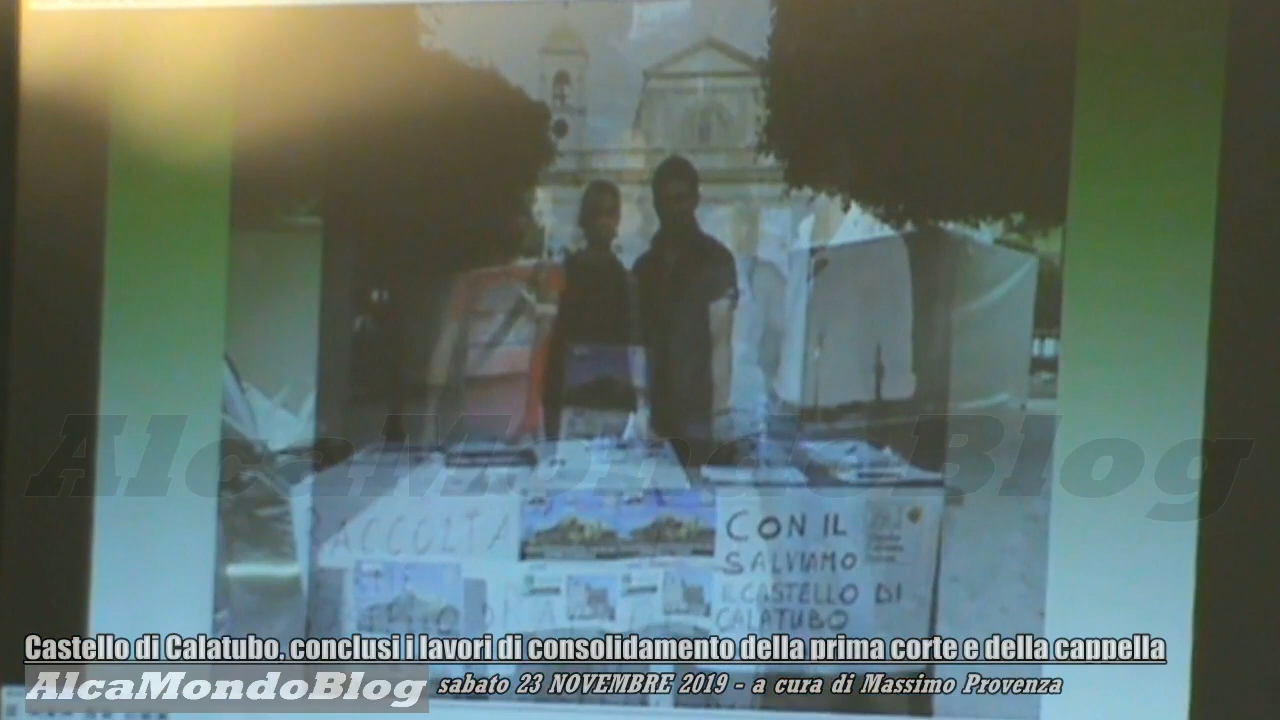 AlcaMondoBlog
ACCOLTA
CON IL
SALVIAMO
IL CASTELLO DI
CALATUBO
Castello di Calatubo, conclusi i lavori di consolidamento della prima corte e della cappella
AlcaMondoBlog
sabato 23 NOVEMBRE 2019 - a cura di Massimo Provenza